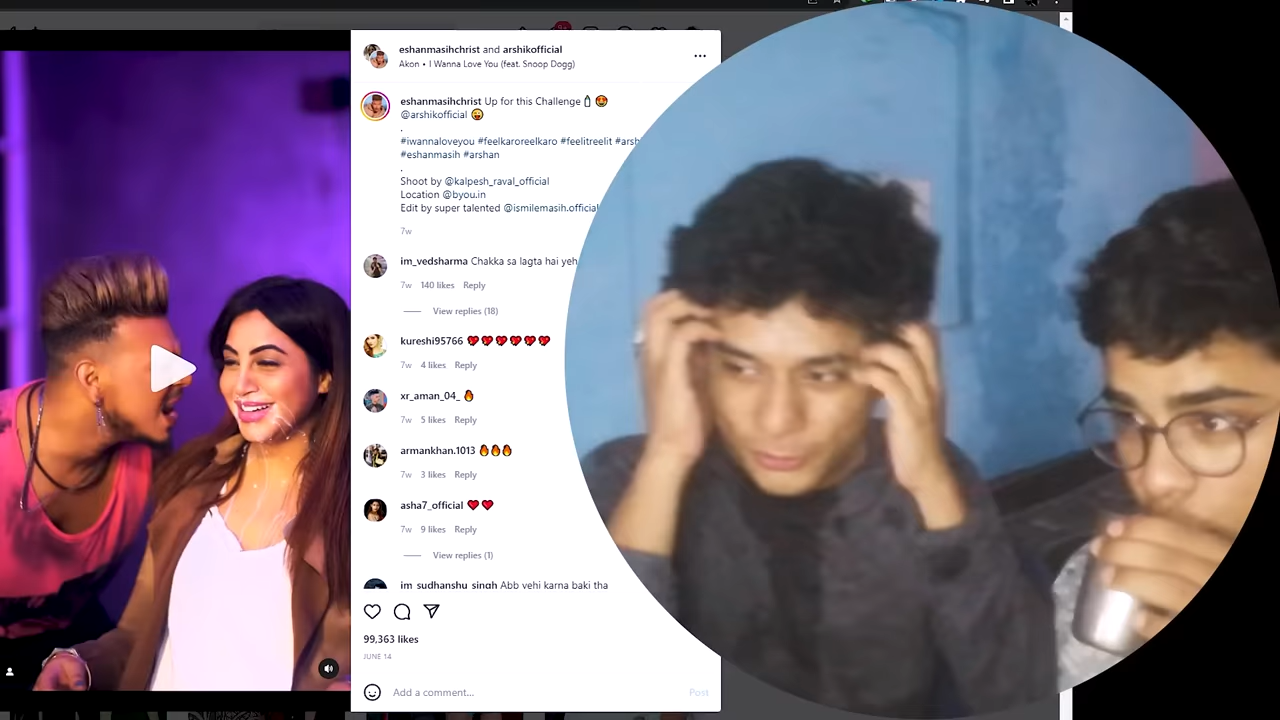 eshanmasihchrist and arshikofficial
Akon • I Wanna Love You (feat. Snoop Dogg)
eshanmasihchrist Up for this Challenge
@arshikofficial
.
#iwannaloveyou #feelkaroreelkaro #feelitreelit
#eshanmasih #arshan
.
Shoot by @kalpesh_raval_official
Location @byou.in
Edit by super talented @ismilemasih.official
7w
im_vedsharma Chakka sa lagta hai yeh
7w 140 likes Reply
View replies (18)
kureshi95766
7w 4 likes Reply
xr_aman_04_
7w 5 likes Reply
armankhan.1013
7w 3 likes Reply
asha7_official
7w 9 likes Reply
View replies (1)
im_sudhanshu_singh Abb vehi karna baki tha
99,363 likes
JUNE 14
Add a comment... Post